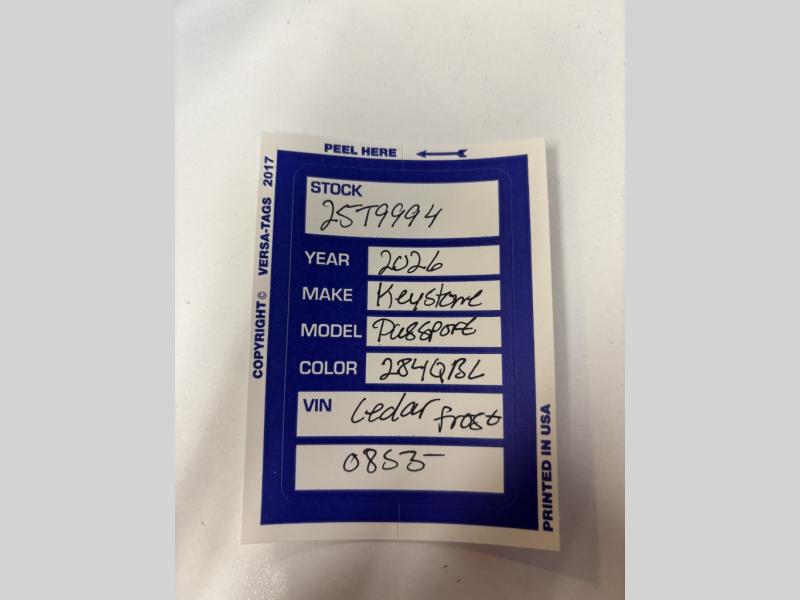 PEEL HERE
COPYRIGHT © VERSA-TAGS 2017
STOCK
25T9994
YEAR 2026
MAKE Keystone
MODEL Passport
COLOR 284QBL
VIN Cedar frost
PRINTED IN USA